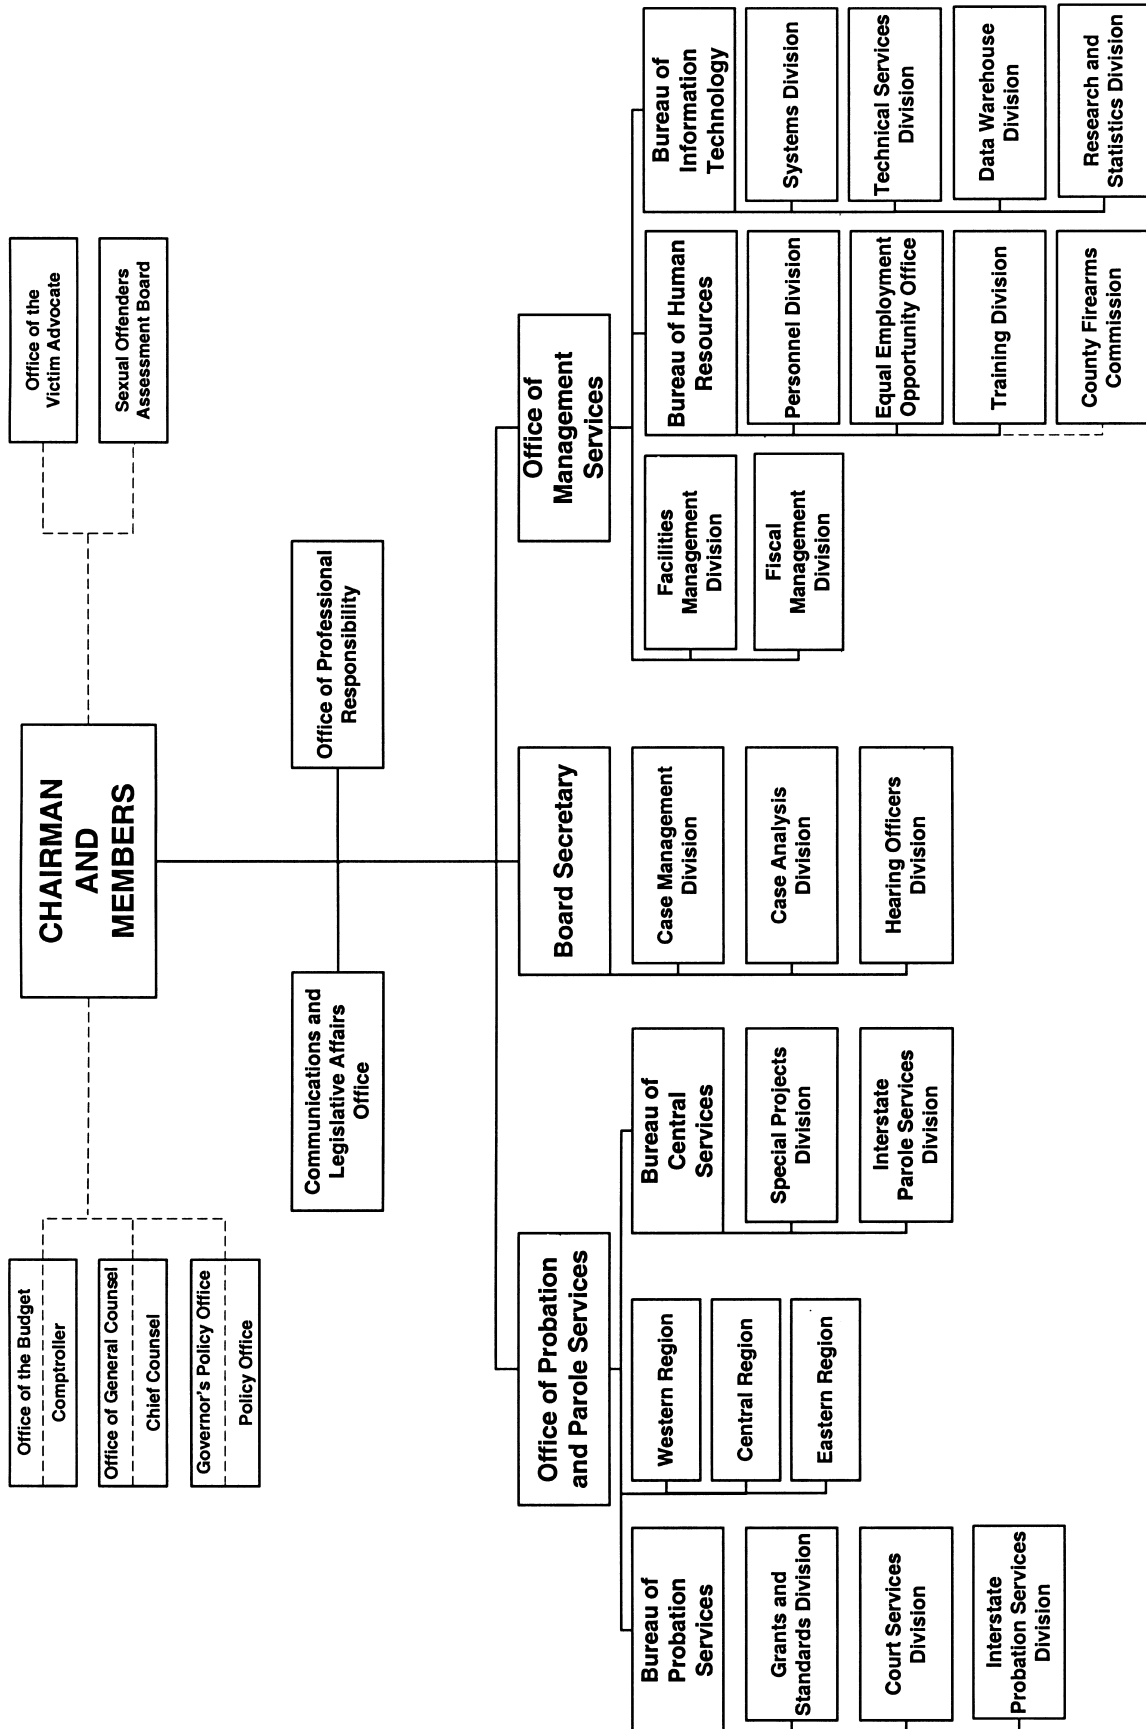 CHAIRMAN
AND
MEMBERS
Office of the Budget
Comptroller
Office of General Counsel
Chief Counsel
Governor's Policy Office
Policy Office
Office of the
Victim Advocate
Sexual Offenders
Assessment Board
Communications and
Legislative Affairs
Office
Office of Professional
Responsibility
Office of Probation
and Parole Services
Bureau of
Probation
Services
Grants and
Standards Division
Court Services
Division
Interstate
Probation Services
Division
Western Region
Central Region
Eastern Region
Bureau of
Central
Services
Special Projects
Division
Interstate
Parole Services
Division
Board Secretary
Case Management
Division
Case Analysis
Division
Hearing Officers
Division
Office of
Management
Services
Facilities
Management
Division
Fiscal
Management
Division
Bureau of Human
Resources
Personnel Division
Equal Employment
Opportunity Office
Training Division
County Firearms
Commission
Bureau of
Information
Technology
Systems Division
Technical Services
Division
Data Warehouse
Division
Research and
Statistics Division